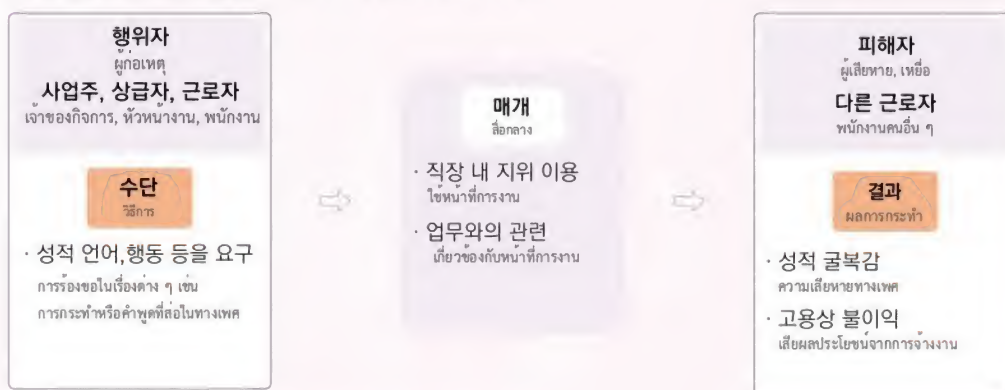 행위자
ผู้ก่อเหตุ
사업주, 상급자, 근로자
เจ้าของกิจการ, หัวหน้างาน, พนักงาน
수단
วิธีการ
· 성적 언어,행동 등을 요구
การร้องขอในเรื่องต่าง ๆ เช่น
การกระทำหรือคำพูดที่ส่อในทางเพศ
매개
สื่อกลาง
· 직장 내 지위 이용
ใช้หน้าที่การงาน
· 업무와의 관련
เกี่ยวข้องกับหน้าที่การงาน
피해자
ผู้เสียหาย, เหยื่อ
다른 근로자
พนักงานคนอื่น ๆ
결과
ผลการกระทำ
· 성적 굴복감
ความเสียหายทางเพศ
· 고용상 불이익
เสียผลประโยชน์จากการจ้างงาน